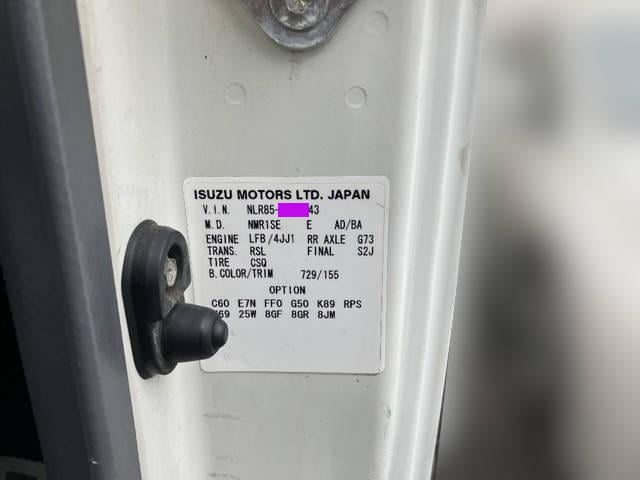 ISUZU MOTORS LTD. JAPAN
V.I.N. NLR85- 43
M.D. NMR1SE E AD/BA
ENGINE LFB/4JJ1 RR AXLE G73
TRANS. RSL FINAL S2J
TIRE CSQ
B.COLOR/TRIM 729/155
OPTION
C60 E7N FF0 G50 K89 RPS
25W 8GF 8GR 8JM